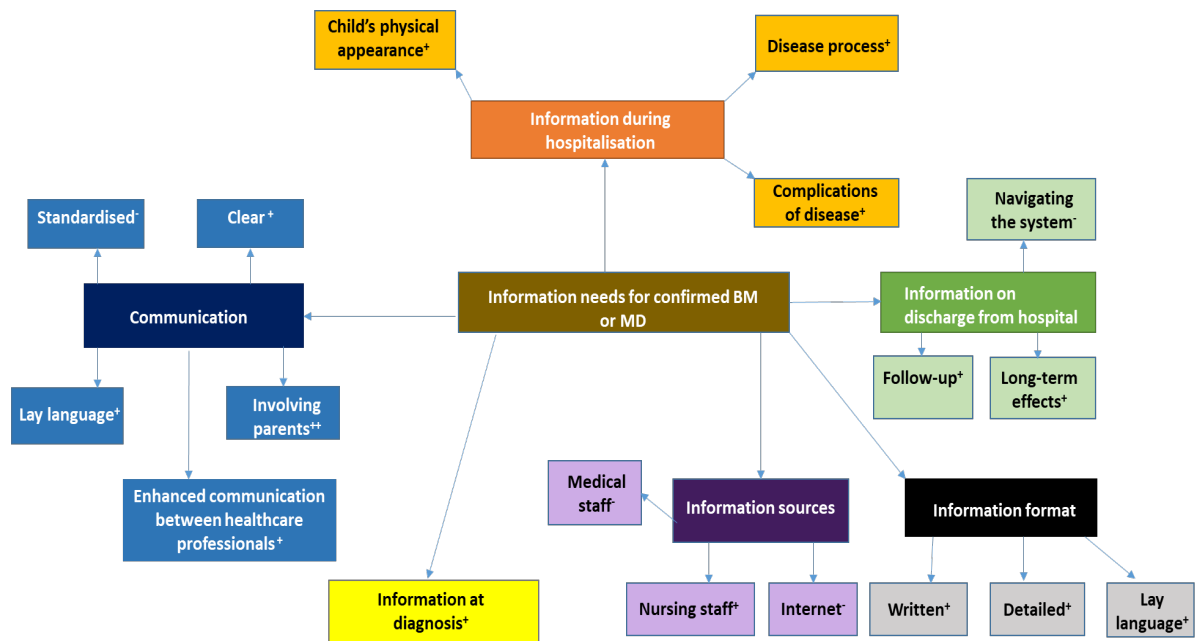 Child's physical
appearance⁺
Disease process⁺
Information during
hospitalisation
Complications
of disease⁺
Navigating
the system⁻
Standardised⁻
Clear ⁺
Communication
Information needs for confirmed BM
or MD
Information on
discharge from hospital
Lay language⁺
Involving
parents⁺⁺
Follow-up⁺
Long-term
effects⁺
Enhanced communication
between healthcare
professionals⁺
Medical
staff⁻
Information sources
Information format
Information at
diagnosis⁺
Nursing staff⁺
Internet⁻
Written⁺
Detailed⁺
Lay
language⁺